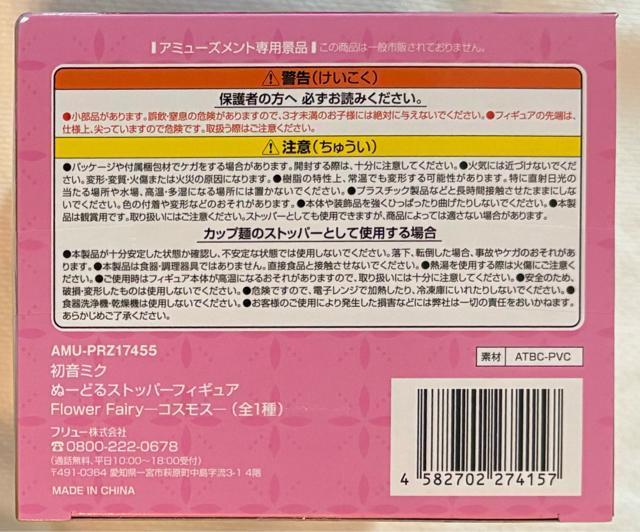 アミューズメント専用景品 この商品は一般市販されておりません。
⚠警告(けいこく)
保護者の方へ 必ずお読みください。
●小部品があります。誤飲・窒息の危険がありますので、3才未満のお子様には絶対に与えないでください。●フィギュアの先端は、
仕様上、尖っていますので危険です。取扱う際はご注意ください。
⚠注意(ちゅうい)
●パッケージや付属梱包材でケガをする場合があります。開封する際は、十分に注意してください。●火気には近づけないでくだ
さい。変形・変質・火傷または火災の原因になります。●樹脂の特性上、常温でも変形する可能性があります。特に直射日光の
当たる場所や水場、高温・多湿になる場所には置かないでください。●プラスチック製品などと長時間接触させたままにし
ないでください。色の付着や変形などのおそれがあります。●本体や装飾品を強くひっぱったり曲げたりしないでください。●本製
品は観賞用です。取り扱いにはご注意ください。ストッパーとしても使用できますが、商品によっては適さない場合があります。
カップ麺のストッパーとして使用する場合
●本製品が十分安定した状態か確認し、不安定な状態では使用しないでください。落下、転倒した場合、事故やケガのおそれがあ
ります。●本製品は食器・調理器具ではありません。直接食品と接触させないでください。●熱湯を使用する際は火傷にご注意く
ださい。●ご使用時はフィギュア本体が高温になるおそれがありますので、取り扱いには十分に注意してください。●安全のため、
破損・変形したものは使用しないでください。●危険ですので、電子レンジで加熱したり、冷凍庫にいれたりしないでください。●
食器洗浄機・乾燥機は使用しないでください。●お客様のご使用により発生した損害などには弊社は一切の責任をおいかねます。
あらかじめご了承ください。
AMU-PRZ17455
素材 ATBC-PVC
初音ミク
ぬーどるストッパーフィギュア
Flower Fairy―コスモス―(全1種)
フリュー株式会社
☎0800-222-0678
(通話無料、平日10:00~18:00受付)
〒491-0364 愛知県一宮市萩原町中島字流3-1 4階
MADE IN CHINA
4 582702 274157